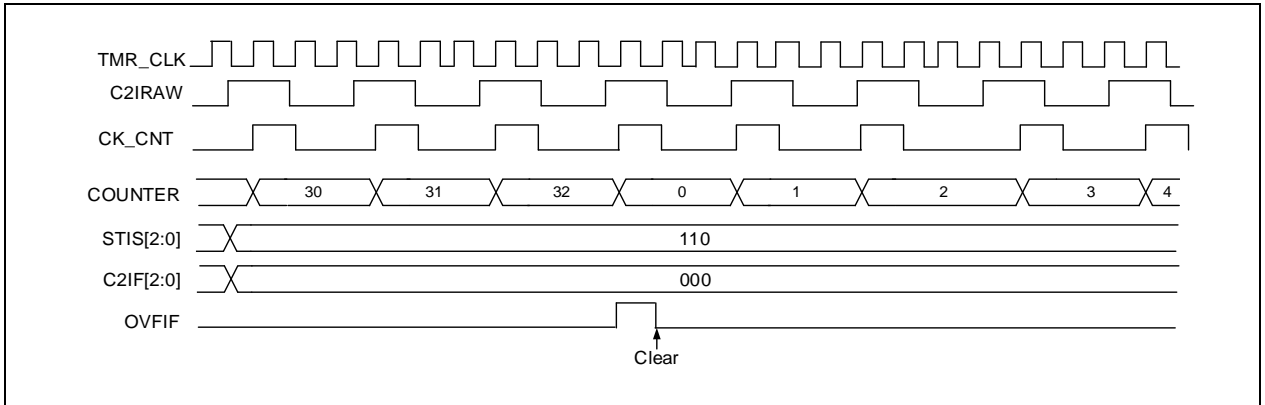 TMR_CLK
C2IRAW
CK_CNT
COUNTER 30 31 32 0 1 2 3 4
STIS[2:0] 110
C2IF[2:0] 000
OVFIF
Clear